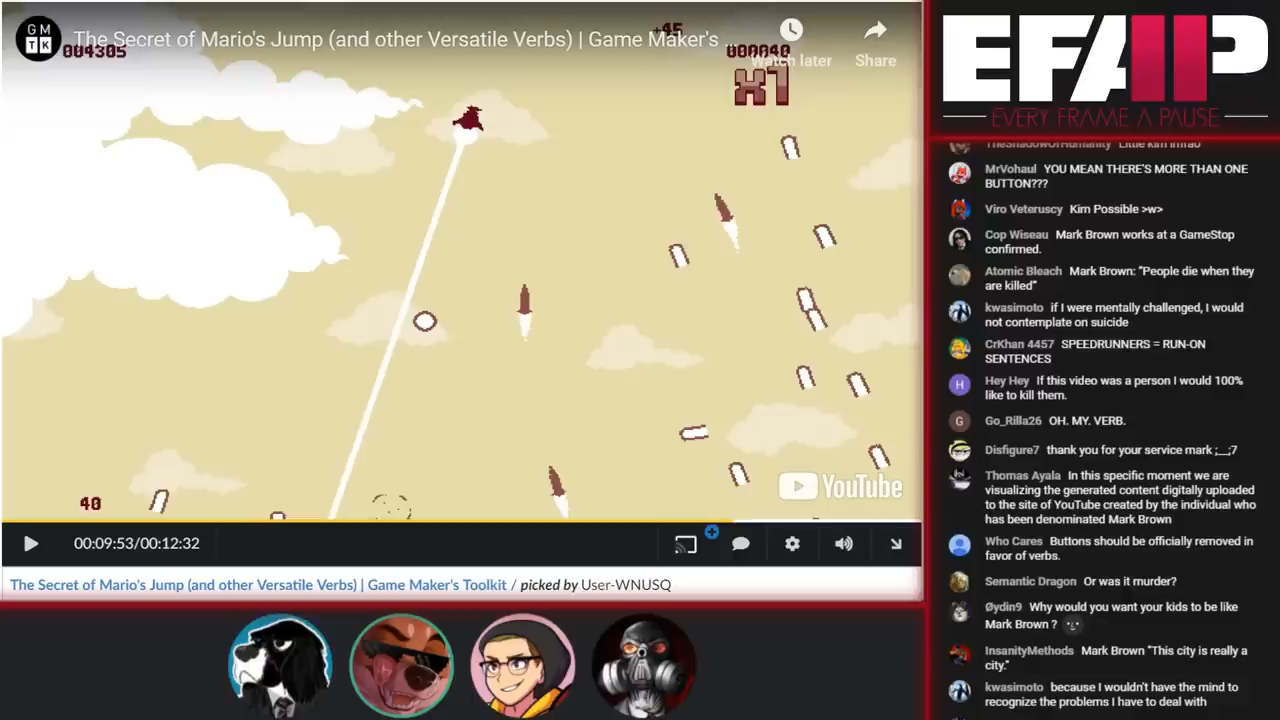 GM
TK
The Secret of Mario's Jump (and other Versatile Verbs) | Game Maker's
004305
+45
000040
Watch later
Share
X1
40
YouTube
00:09:53/00:12:32
The Secret of Mario's Jump (and other Versatile Verbs) | Game Maker's Toolkit / picked by User-WNUSQ
EFAP
EVERY FRAME A PAUSE
TheShadowOfHumanity Little Kim lmfao
MrVohaul YOU MEAN THERE'S MORE THAN ONE
BUTTON???
Viro Veteruscy Kim Possible >w>
Cop Wiseau Mark Brown works at a GameStop
confirmed.
Atomic Bleach Mark Brown: “People die when they
are killed”
kwasimoto if I were mentally challenged, I would
not contemplate on suicide
CrKhan 4457 SPEEDRUNNERS = RUN-ON
SENTENCES
H
Hey Hey If this video was a person I would 100%
like to kill them.
G
Go_Rilla26 OH. MY. VERB.
Disfigure7 thank you for your service mark ;__;7
Thomas Ayala In this specific moment we are
visualizing the generated content digitally uploaded
to the site of YouTube created by the individual who
has been denominated Mark Brown
Who Cares Buttons should be officially removed in
favor of verbs.
Semantic Dragon Or was it murder?
Øydin9 Why would you want your kids to be like
Mark Brown ?
InsanityMethods Mark Brown "This city is really a
city."
kwasimoto because I wouldn't have the mind to
recognize the problems I have to deal with